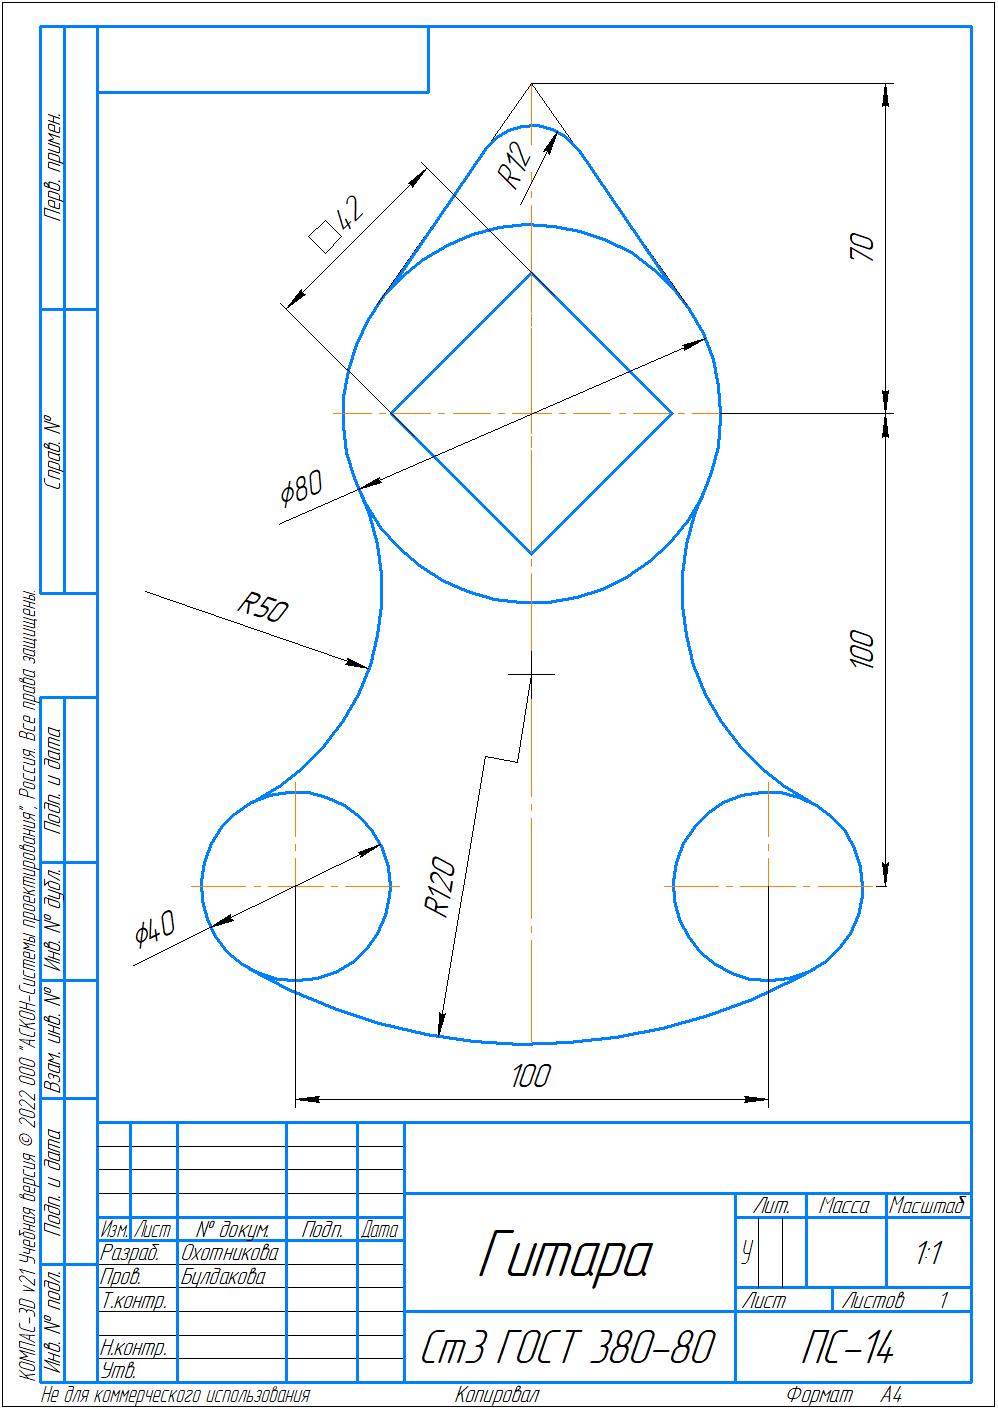 Перв. примен.
Справ. №
Подп. и дата
Инв. № дубл.
Взам. инв. №
Подп. и дата
Инв. № подл.
КОМПАС-3D v21 Учебная версия © 2022 ООО "АСКОН-Системы проектирования", Россия. Все права защищены.
R12
□42
70
⌀80
R50
100
R120
⌀40
100
Изм. Лист № докум. Подп. Дата
Разраб. Охотникова
Пров. Булдакова
Т.контр.
Н.контр.
Утв.
Гитара
Ст3 ГОСТ 380-80
Лит. Масса Масштаб
У 1:1
Лист Листов 1
ПС-14
Не для коммерческого использования Копировал Формат А4